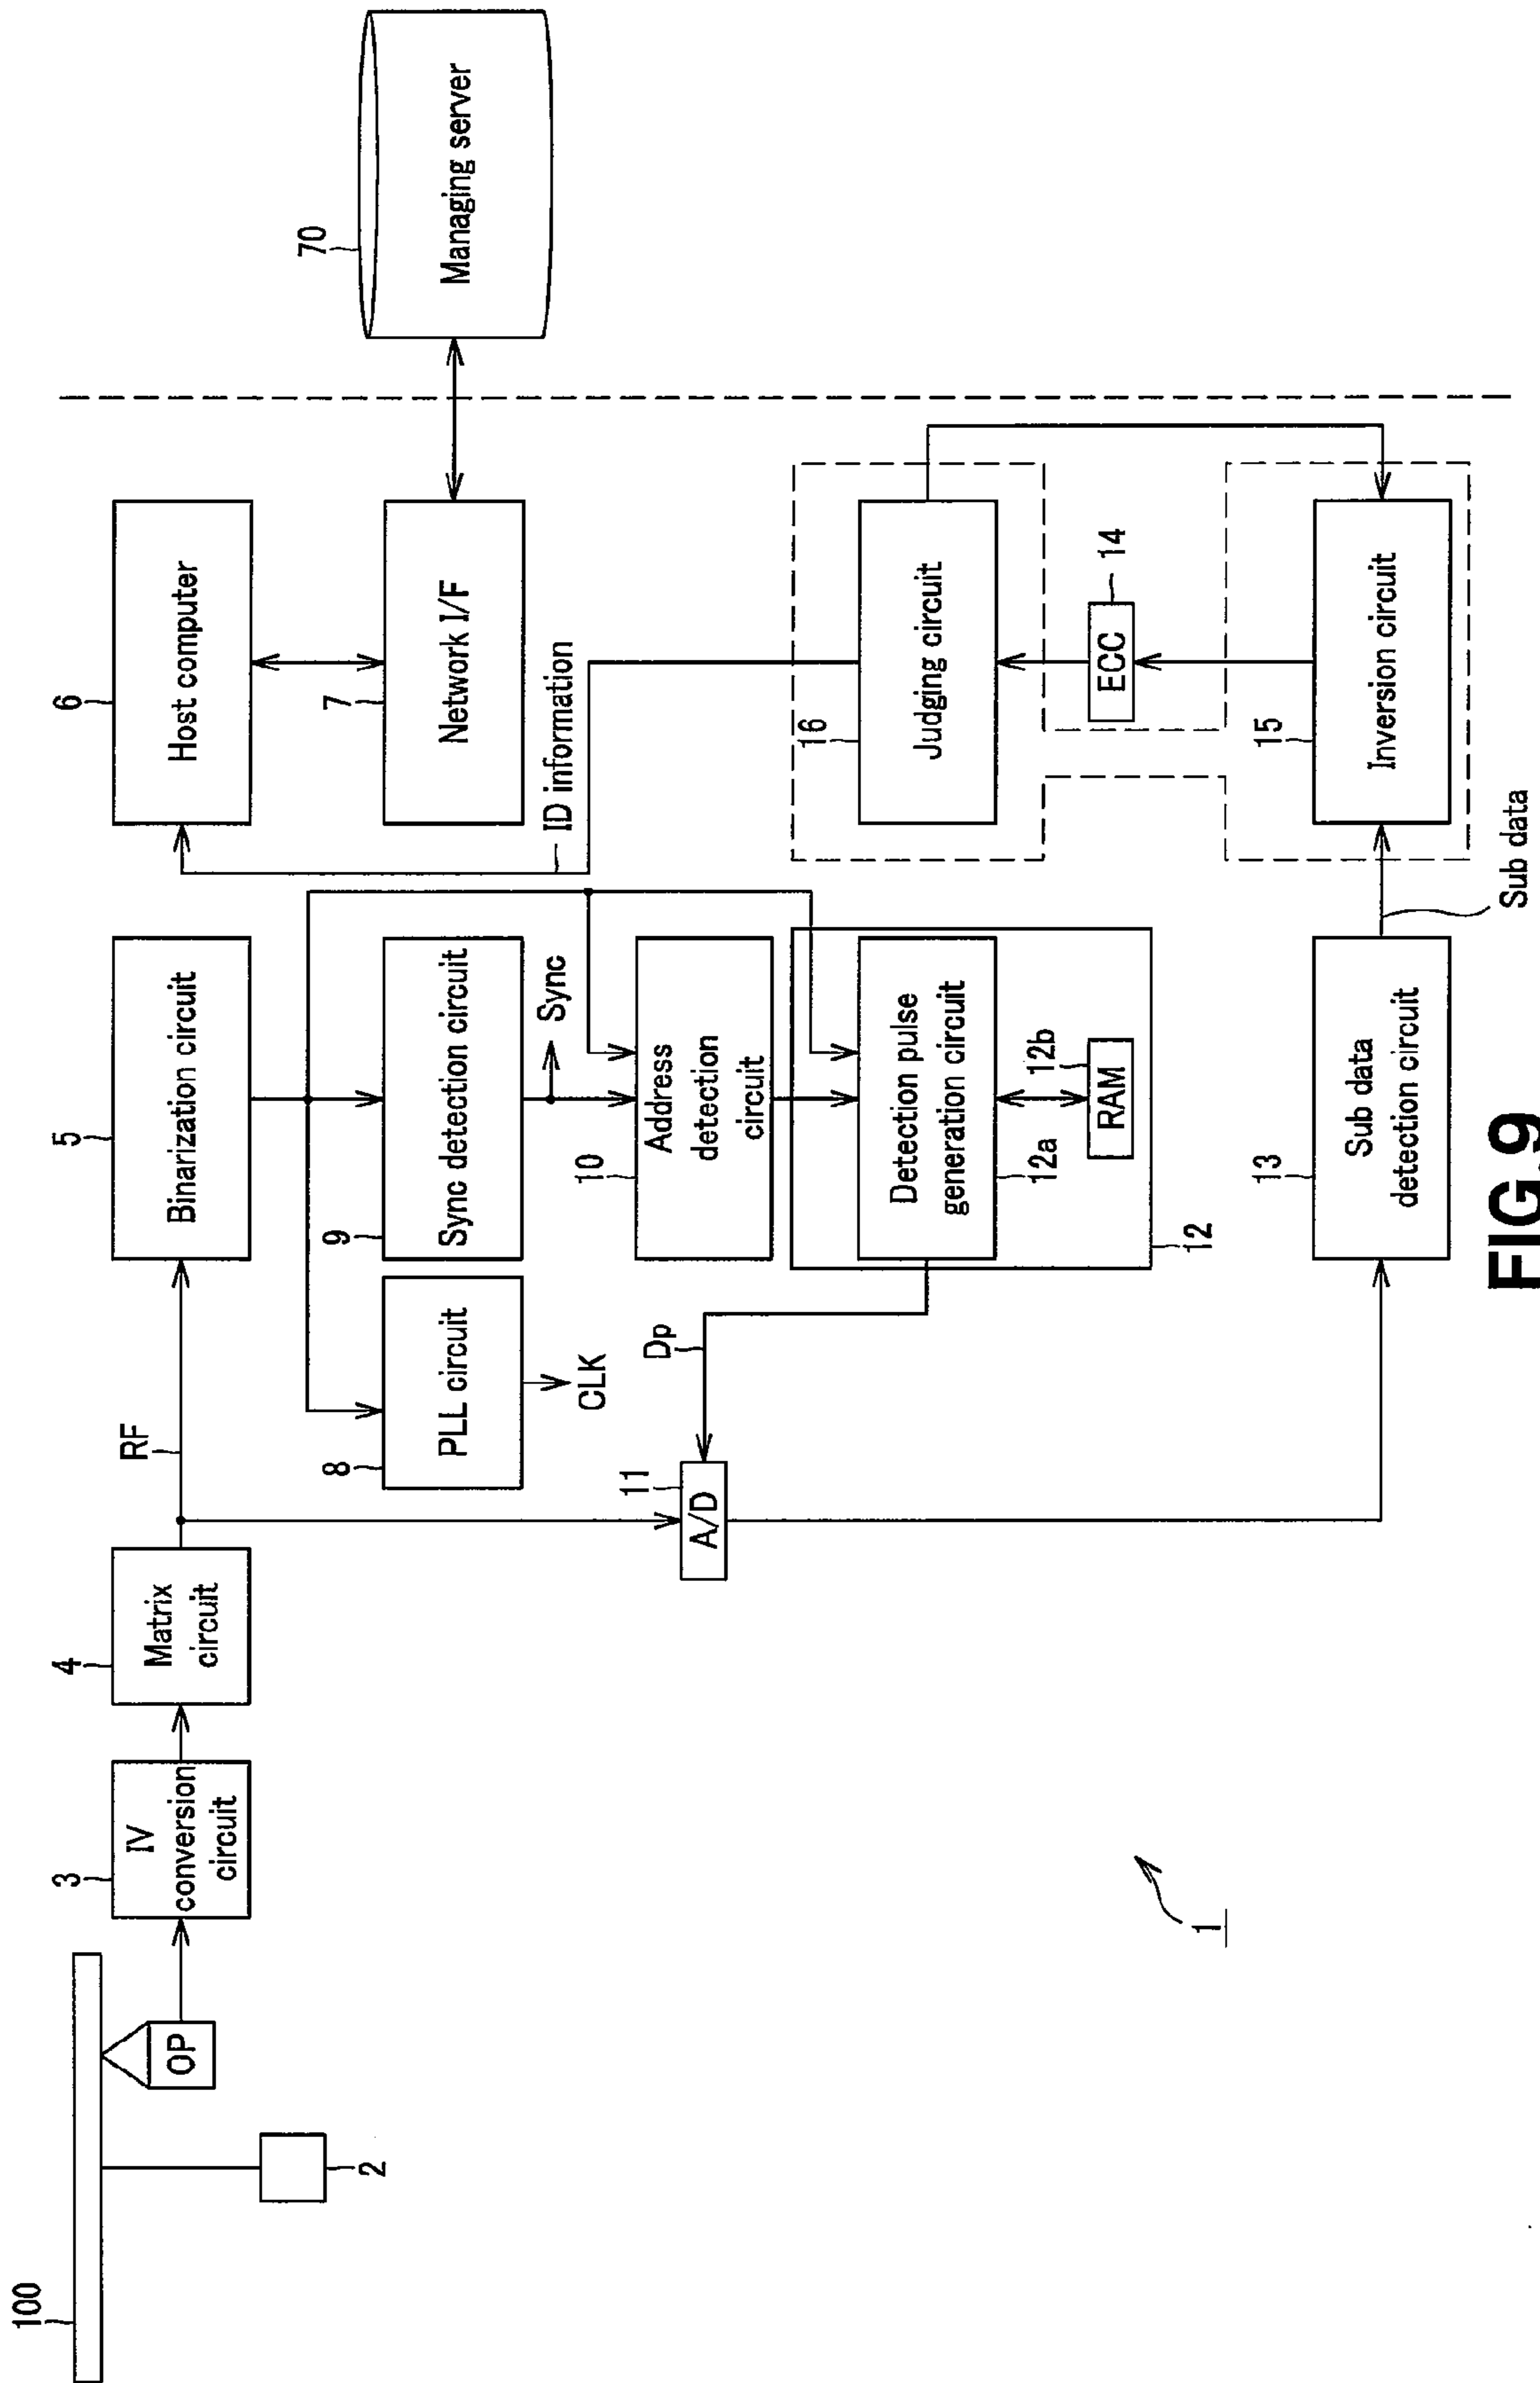 100
OP
2
3
IV
conversion
circuit
4
Matrix
circuit
RF
5
Binarization circuit
6
Host computer
7
Network I/F
70
Managing server
8
PLL circuit
CLK
9
Sync detection circuit
Sync
ID information
10
Address
detection
circuit
11
A/D
Dp
Detection pulse
generation circuit
12a
12b
RAM
12
16
Judging circuit
ECC
14
15
Inversion circuit
13
Sub data
detection circuit
Sub data
1
FIG.9